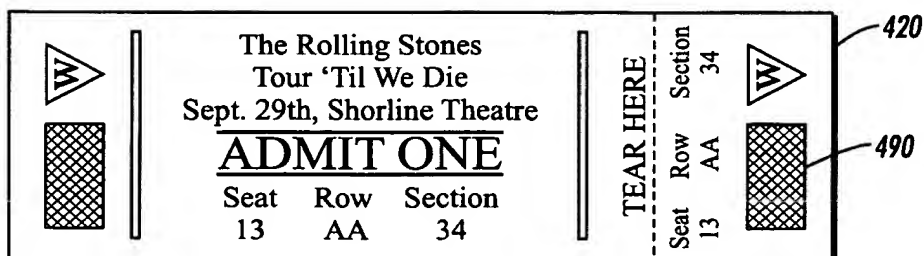 W
The Rolling Stones
Tour ‘Til We Die
Sept. 29th, Shorline Theatre
ADMIT ONE
Seat Row Section
13 AA 34
TEAR HERE
Seat Row Section
13 AA 34
W
420
490